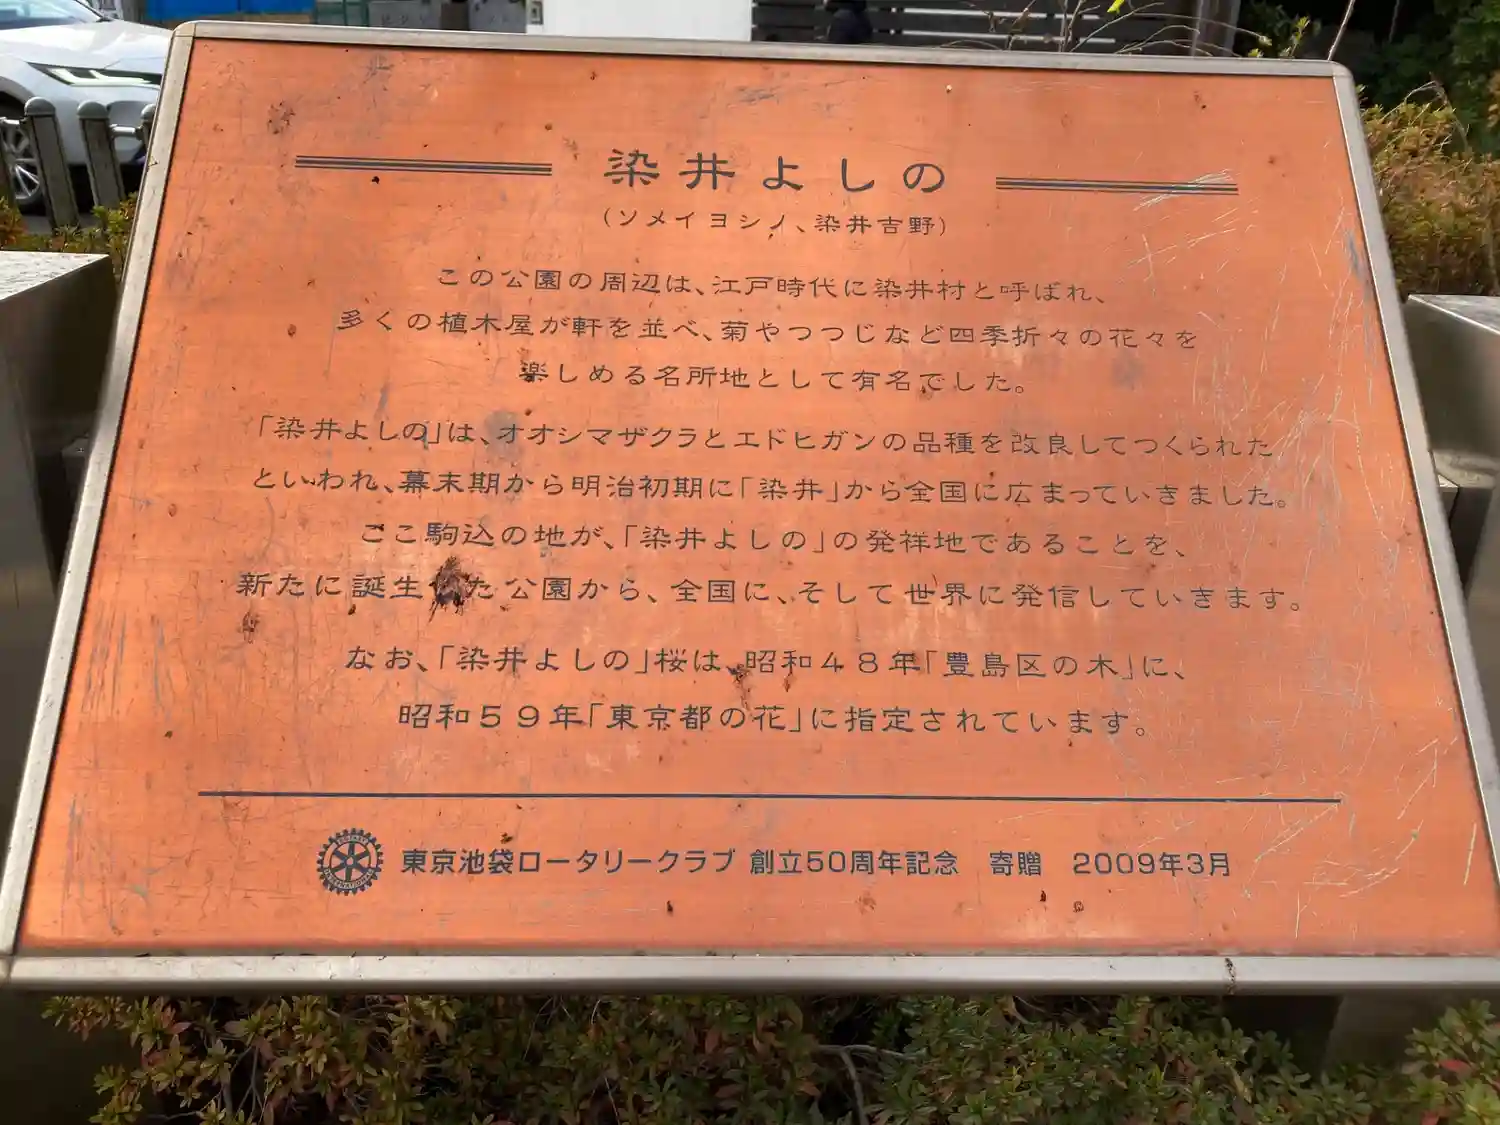 染井よしの
(ソメイヨシノ、染井吉野)
この公園の周辺は、江戸時代に染井村と呼ばれ、
多くの植木屋が軒を並べ、菊やつつじなど四季折々の花々を
楽しめる名所地として有名でした。
「染井よしの」は、オオシマザクラとエドヒガンの品種を改良してつくられた
といわれ、幕末期から明治初期に「染井」から全国に広まっていきました。
ここ駒込の地が、「染井よしの」の発祥地であることを、
新たに誕生した公園から、全国に、そして世界に発信していきます。
なお、「染井よしの」桜は、昭和48年「豊島区の木」に、
昭和59年「東京都の花」に指定されています。
東京池袋ロータリークラブ 創立50周年記念 寄贈 2009年3月